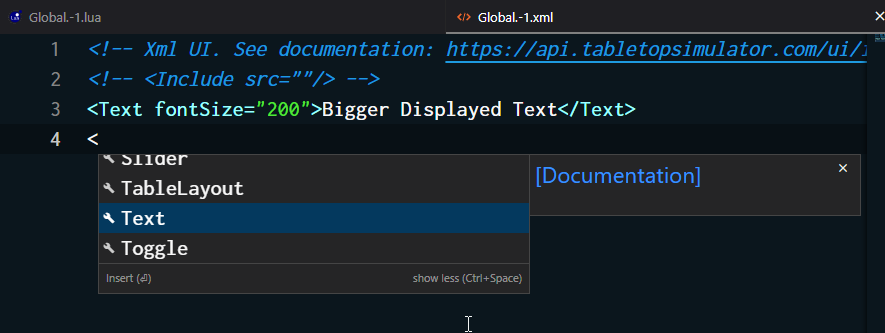 Global.-1.lua
Global.-1.xml
1 <!-- Xml UI. See documentation: https://api.tabletopsimulator.com/ui/
2 <!-- <Include src=""/> -->
3 <Text fontSize="200">Bigger Displayed Text</Text>
4 <
Slider
TableLayout
Text
Toggle
Insert (⏎)
show less (Ctrl+Space)
[Documentation]